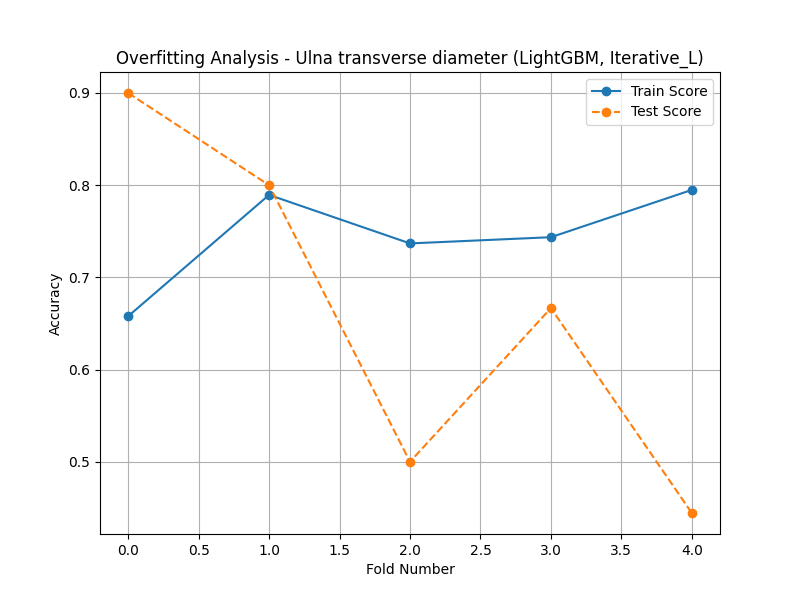 Overfitting Analysis - Ulna transverse diameter (LightGBM, Iterative_L)
Train Score
Test Score
Accuracy
0.9
0.8
0.7
0.6
0.5
0.0 0.5 1.0 1.5 2.0 2.5 3.0 3.5 4.0
Fold Number